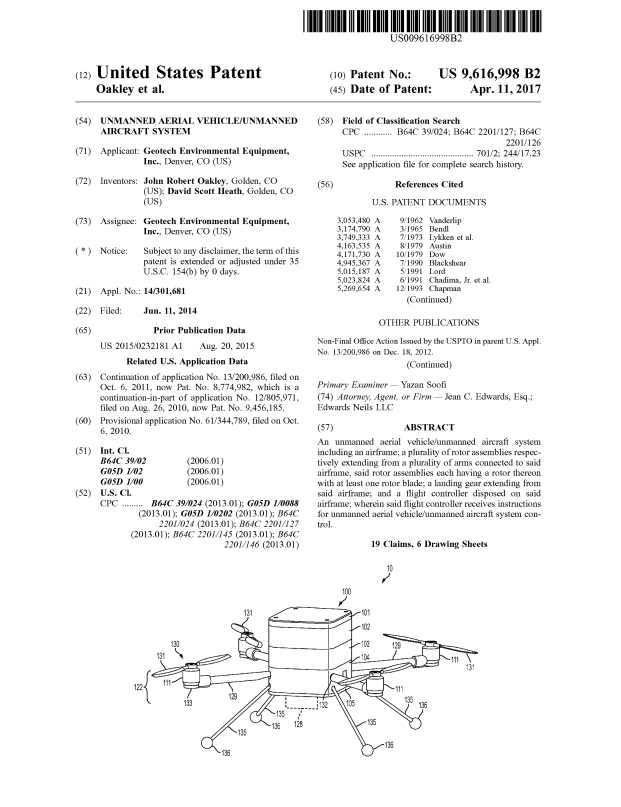 US009616998B2
(12) United States Patent
Oakley et al.
(10) Patent No.: US 9,616,998 B2
(45) Date of Patent: Apr. 11, 2017
(54) UNMANNED AERIAL VEHICLE/UNMANNED
AIRCRAFT SYSTEM
(71) Applicant: Geotech Environmental Equipment,
Inc., Denver, CO (US)
(72) Inventors: John Robert Oakley, Golden, CO
(US); David Scott Heath, Golden, CO
(US)
(73) Assignee: Geotech Environmental Equipment,
Inc., Denver, CO (US)
( * ) Notice: Subject to any disclaimer, the term of this
patent is extended or adjusted under 35
U.S.C. 154(b) by 0 days.
(21) Appl. No.: 14/301,681
(22) Filed: Jun. 11, 2014
(65) Prior Publication Data
US 2015/0232181 A1 Aug. 20, 2015
Related U.S. Application Data
(63) Continuation of application No. 13/200,986, filed on
Oct. 6, 2011, now Pat. No. 8,774,982, which is a
continuation-in-part of application No. 12/805,971,
filed on Aug. 26, 2010, now Pat. No. 9,456,185.
(60) Provisional application No. 61/344,789, filed on Oct.
6, 2010.
(51) Int. Cl.
B64C 39/02 (2006.01)
G05D 1/02 (2006.01)
G05D 1/00 (2006.01)
(52) U.S. Cl.
CPC ......... B64C 39/024 (2013.01); G05D 1/0088
(2013.01); G05D 1/0202 (2013.01); B64C
2201/024 (2013.01); B64C 2201/127
(2013.01); B64C 2201/145 (2013.01); B64C
2201/146 (2013.01)
(58) Field of Classification Search
CPC ............ B64C 39/024; B64C 2201/127; B64C
2201/126
USPC ............................................ 701/2; 244/17.23
See application file for complete search history.
(56) References Cited
U.S. PATENT DOCUMENTS
3,053,480 A 9/1962 Vanderlip
3,174,790 A 3/1965 Bendl
3,749,333 A 7/1973 Lykken et al.
4,163,535 A 8/1979 Austin
4,171,730 A 10/1979 Dow
4,945,367 A 7/1990 Blackshear
5,015,187 A 5/1991 Lord
5,023,824 A 6/1991 Chadima, Jr. et al.
5,269,654 A 12/1993 Chapman
(Continued)
OTHER PUBLICATIONS
Non-Final Office Action Issued by the USPTO in parent U.S. Appl.
No. 13/200,986 on Dec. 18, 2012.
(Continued)
Primary Examiner — Yazan Soofi
(74) Attorney, Agent, or Firm — Jean C. Edwards, Esq.;
Edwards Neils LLC
(57) ABSTRACT
An unmanned aerial vehicle/unmanned aircraft system
including an airframe; a plurality of rotor assemblies respec-
tively extending from a plurality of arms connected to said
airframe, said rotor assemblies each having a rotor thereon
with at least one rotor blade; a landing gear extending from
said airframe; and a flight controller disposed on said
airframe; wherein said flight controller receives instructions
for unmanned aerial vehicle/unmanned aircraft system con-
trol.
19 Claims, 6 Drawing Sheets
10
100
131
101
102
130
103
129
131
104
111
131
122
111
133
129
111
132
105
135
128
135
136
135
135
136
136
136